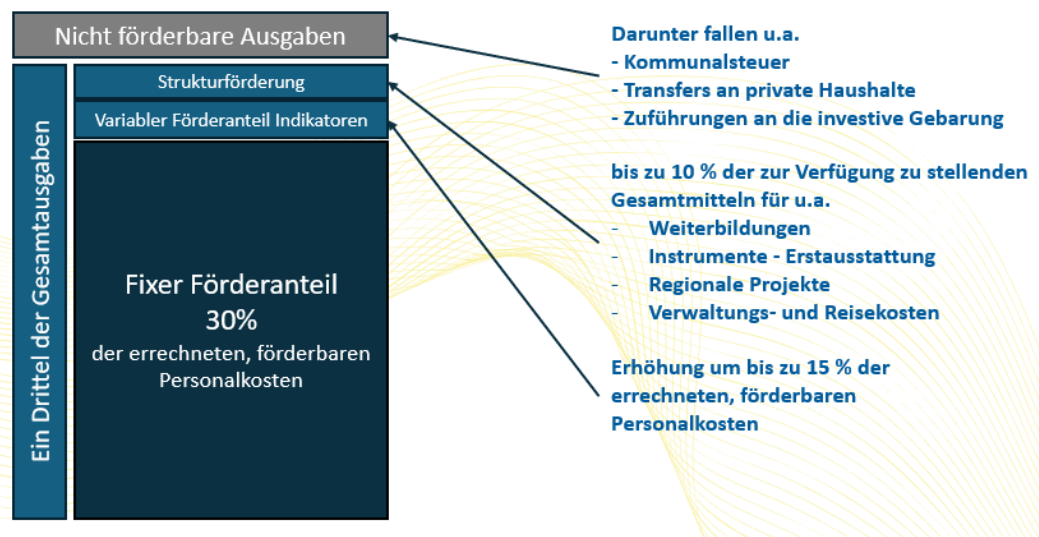 Nicht förderbare Ausgaben
Ein Drittel der Gesamtausgaben
Strukturförderung
Variabler Förderanteil Indikatoren
Fixer Förderanteil
30%
der errechneten, förderbaren
Personalkosten
Darunter fallen u.a.
- Kommunalsteuer
- Transfers an private Haushalte
- Zuführungen an die investive Gebarung
bis zu 10 % der zur Verfügung zu stellenden
Gesamtmitteln für u.a.
- Weiterbildungen
- Instrumente - Erstausstattung
- Regionale Projekte
- Verwaltungs- und Reisekosten
Erhöhung um bis zu 15 % der
errechneten, förderbaren
Personalkosten